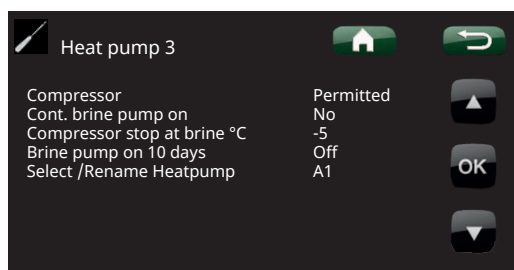 Heat pump 3
Compressor Permitted
Cont. brine pump on No
Compressor stop at brine °C -5
Brine pump on 10 days Off
Select /Rename Heatpump A1
OK